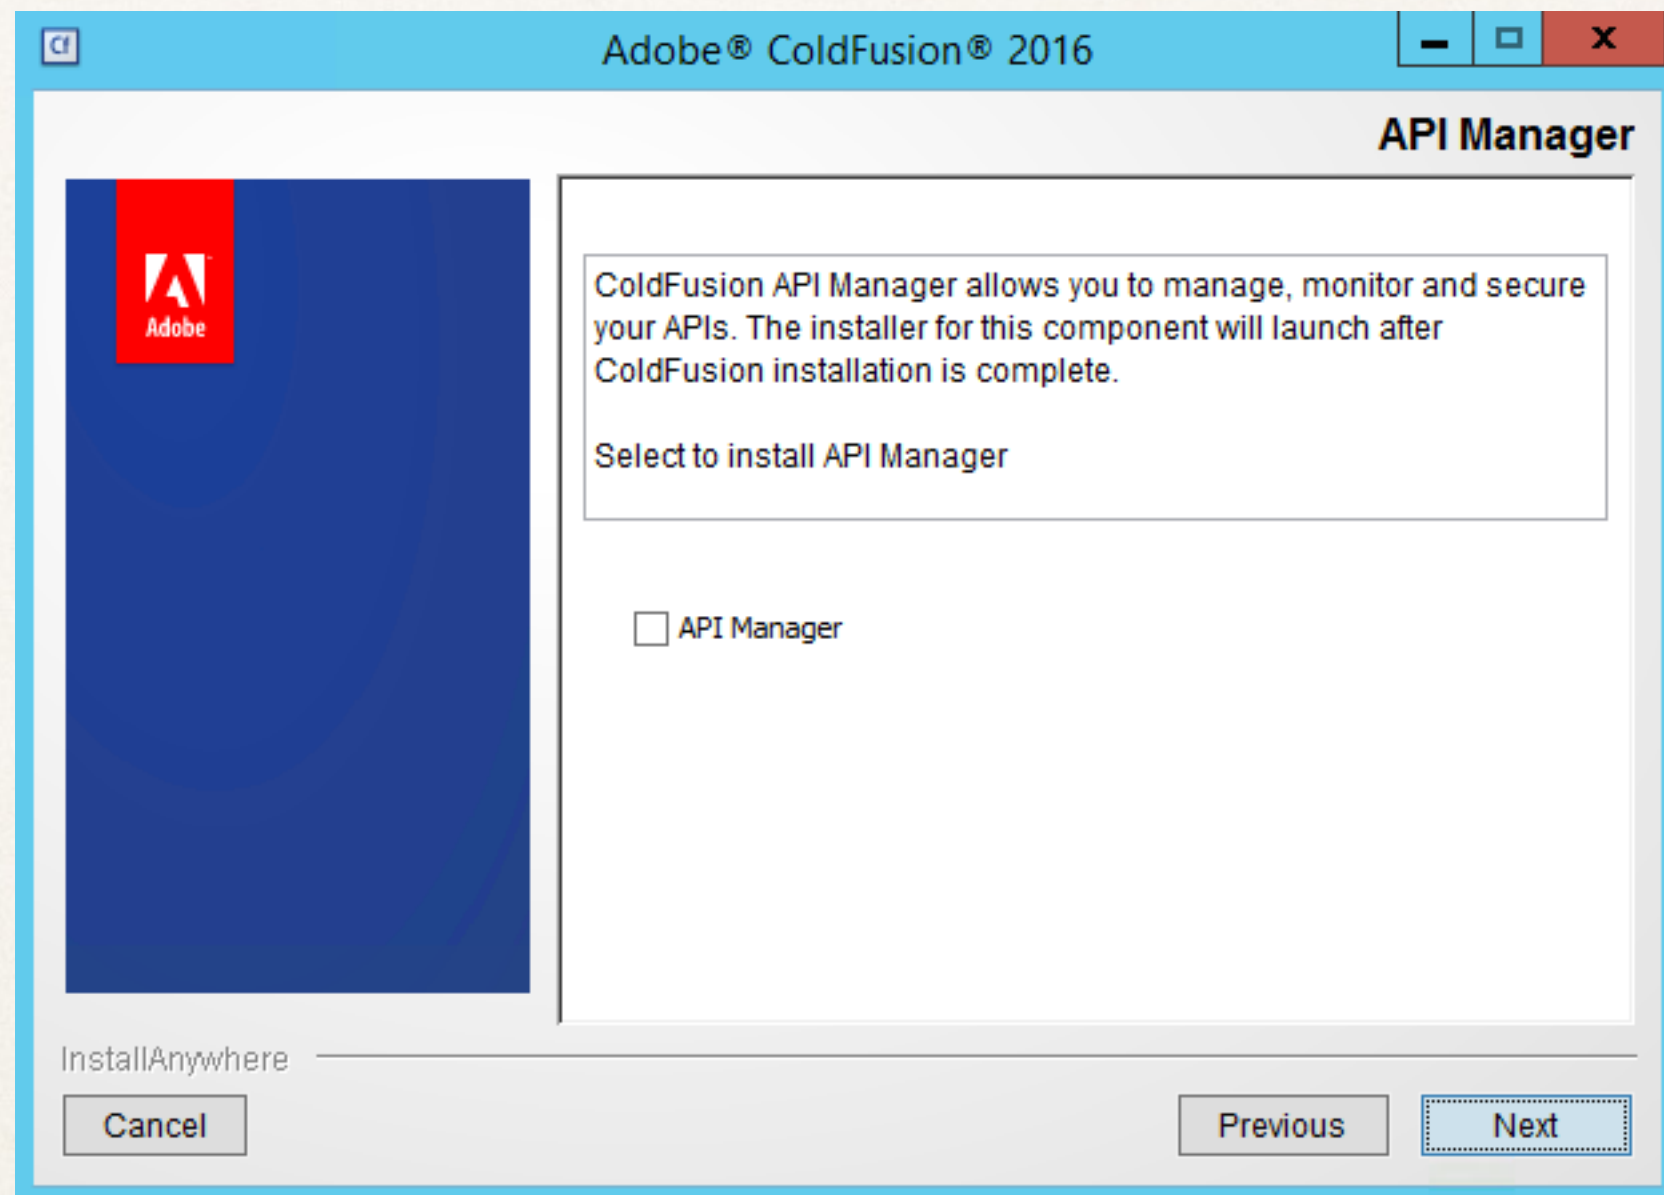 Cf
Adobe® ColdFusion® 2016
API Manager
Adobe
ColdFusion API Manager allows you to manage, monitor and secure
your APIs. The installer for this component will launch after
ColdFusion installation is complete.
Select to install API Manager
API Manager
InstallAnywhere
Cancel
Previous
Next